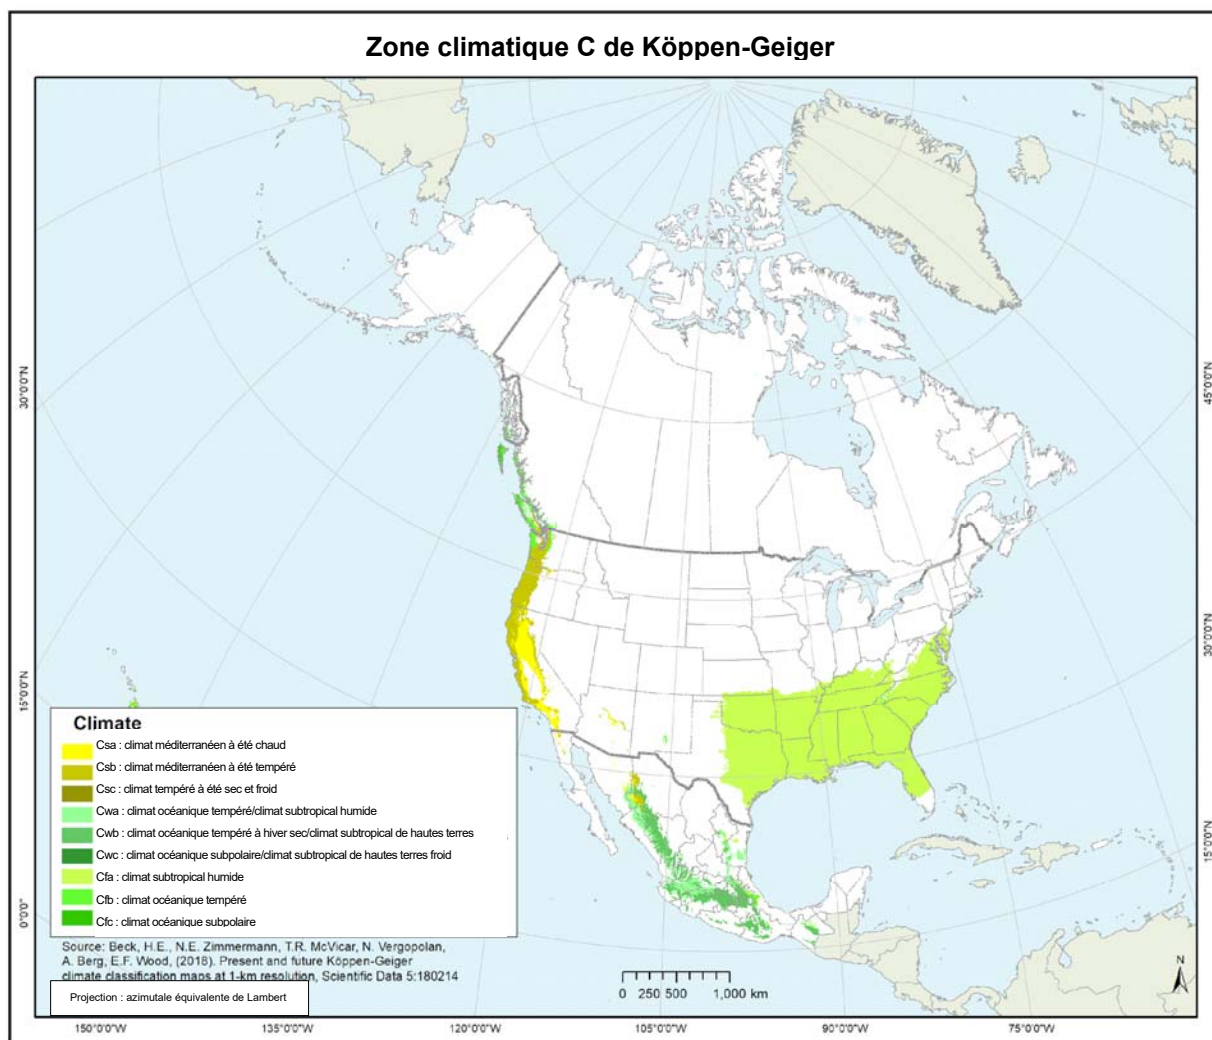 Zone climatique C de Köppen-Geiger
30°0'0"N
15°0'0"N
0°0'0"
45°0'0"N
30°0'0"N
15°0'0"N
Climate
Csa : climat méditerranéen à été chaud
Csb : climat méditerranéen à été tempéré
Csc : climat tempéré à été sec et froid
Cwa : climat océanique tempéré/climat subtropical humide
Cwb : climat océanique tempéré à hiver sec/climat subtropical de hautes terres
Cwc : climat océanique subpolaire/climat subtropical de hautes terres froid
Cfa : climat subtropical humide
Cfb : climat océanique tempéré
Cfc : climat océanique subpolaire
Source: Beck, H.E., N.E. Zimmermann, T.R. McVicar, N. Vergopolan,
A. Berg, E.F. Wood, (2018). Present and future Köppen-Geiger
climate classification maps at 1-km resolution, Scientific Data 5:180214
Projection : azimutale équivalente de Lambert
0 250 500 1,000 km
N
150°0'0"W 135°0'0"W 120°0'0"W 105°0'0"W 90°0'0"W 75°0'0"W